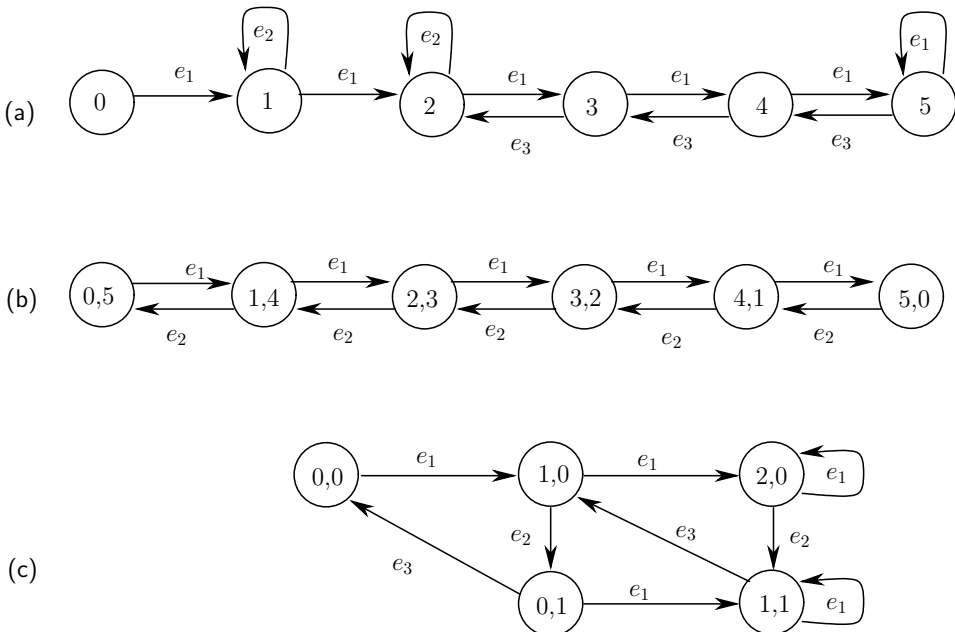 e₂ e₂ e₁
e₁ e₁ e₁ e₁ e₁
(a) 0 1 2 3 4 5
e₃ e₃ e₃
e₁ e₁ e₁ e₁ e₁
(b) 0,5 1,4 2,3 3,2 4,1 5,0
e₂ e₂ e₂ e₂ e₂
e₁ e₁
0,0 1,0 2,0 e₁
e₂ e₃ e₂
(c) e₃
e₁
0,1 1,1 e₁